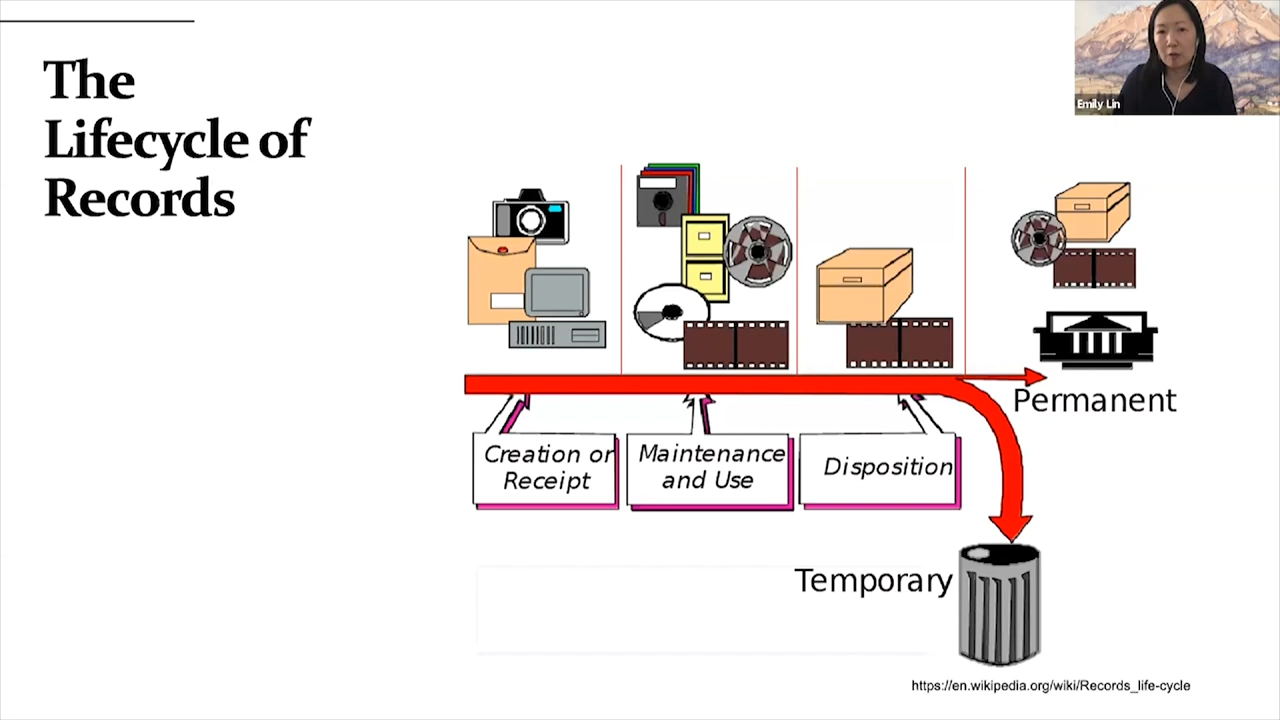 The
Lifecycle of
Records
Emily Lin
Permanent
Creation or
Receipt
Maintenance
and Use
Disposition
Temporary
https://en.wikipedia.org/wiki/Records_life-cycle